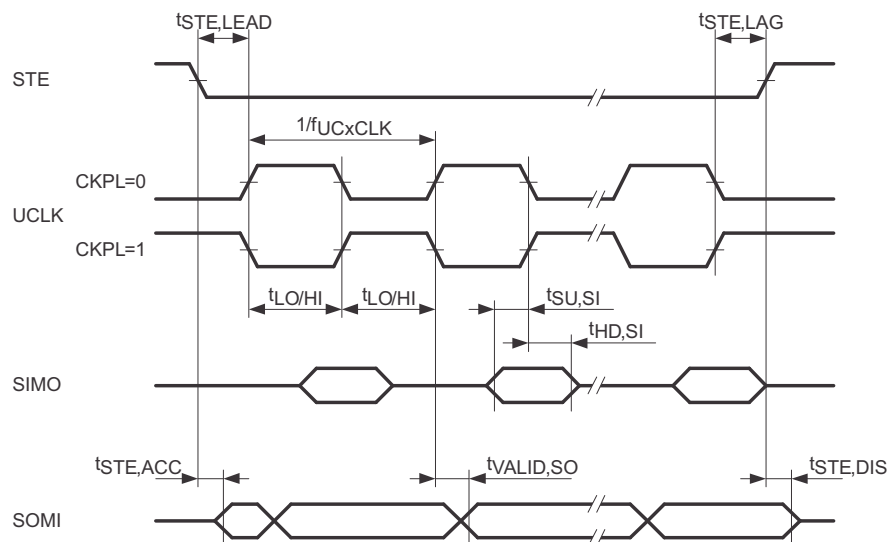 tSTE,LEAD
tSTE,LAG
STE
1/fUCxCLK
CKPL=0
UCLK
CKPL=1
tLO/HI
tLO/HI
tSU,SI
tHD,SI
SIMO
tSTE,ACC
tVALID,SO
tSTE,DIS
SOMI